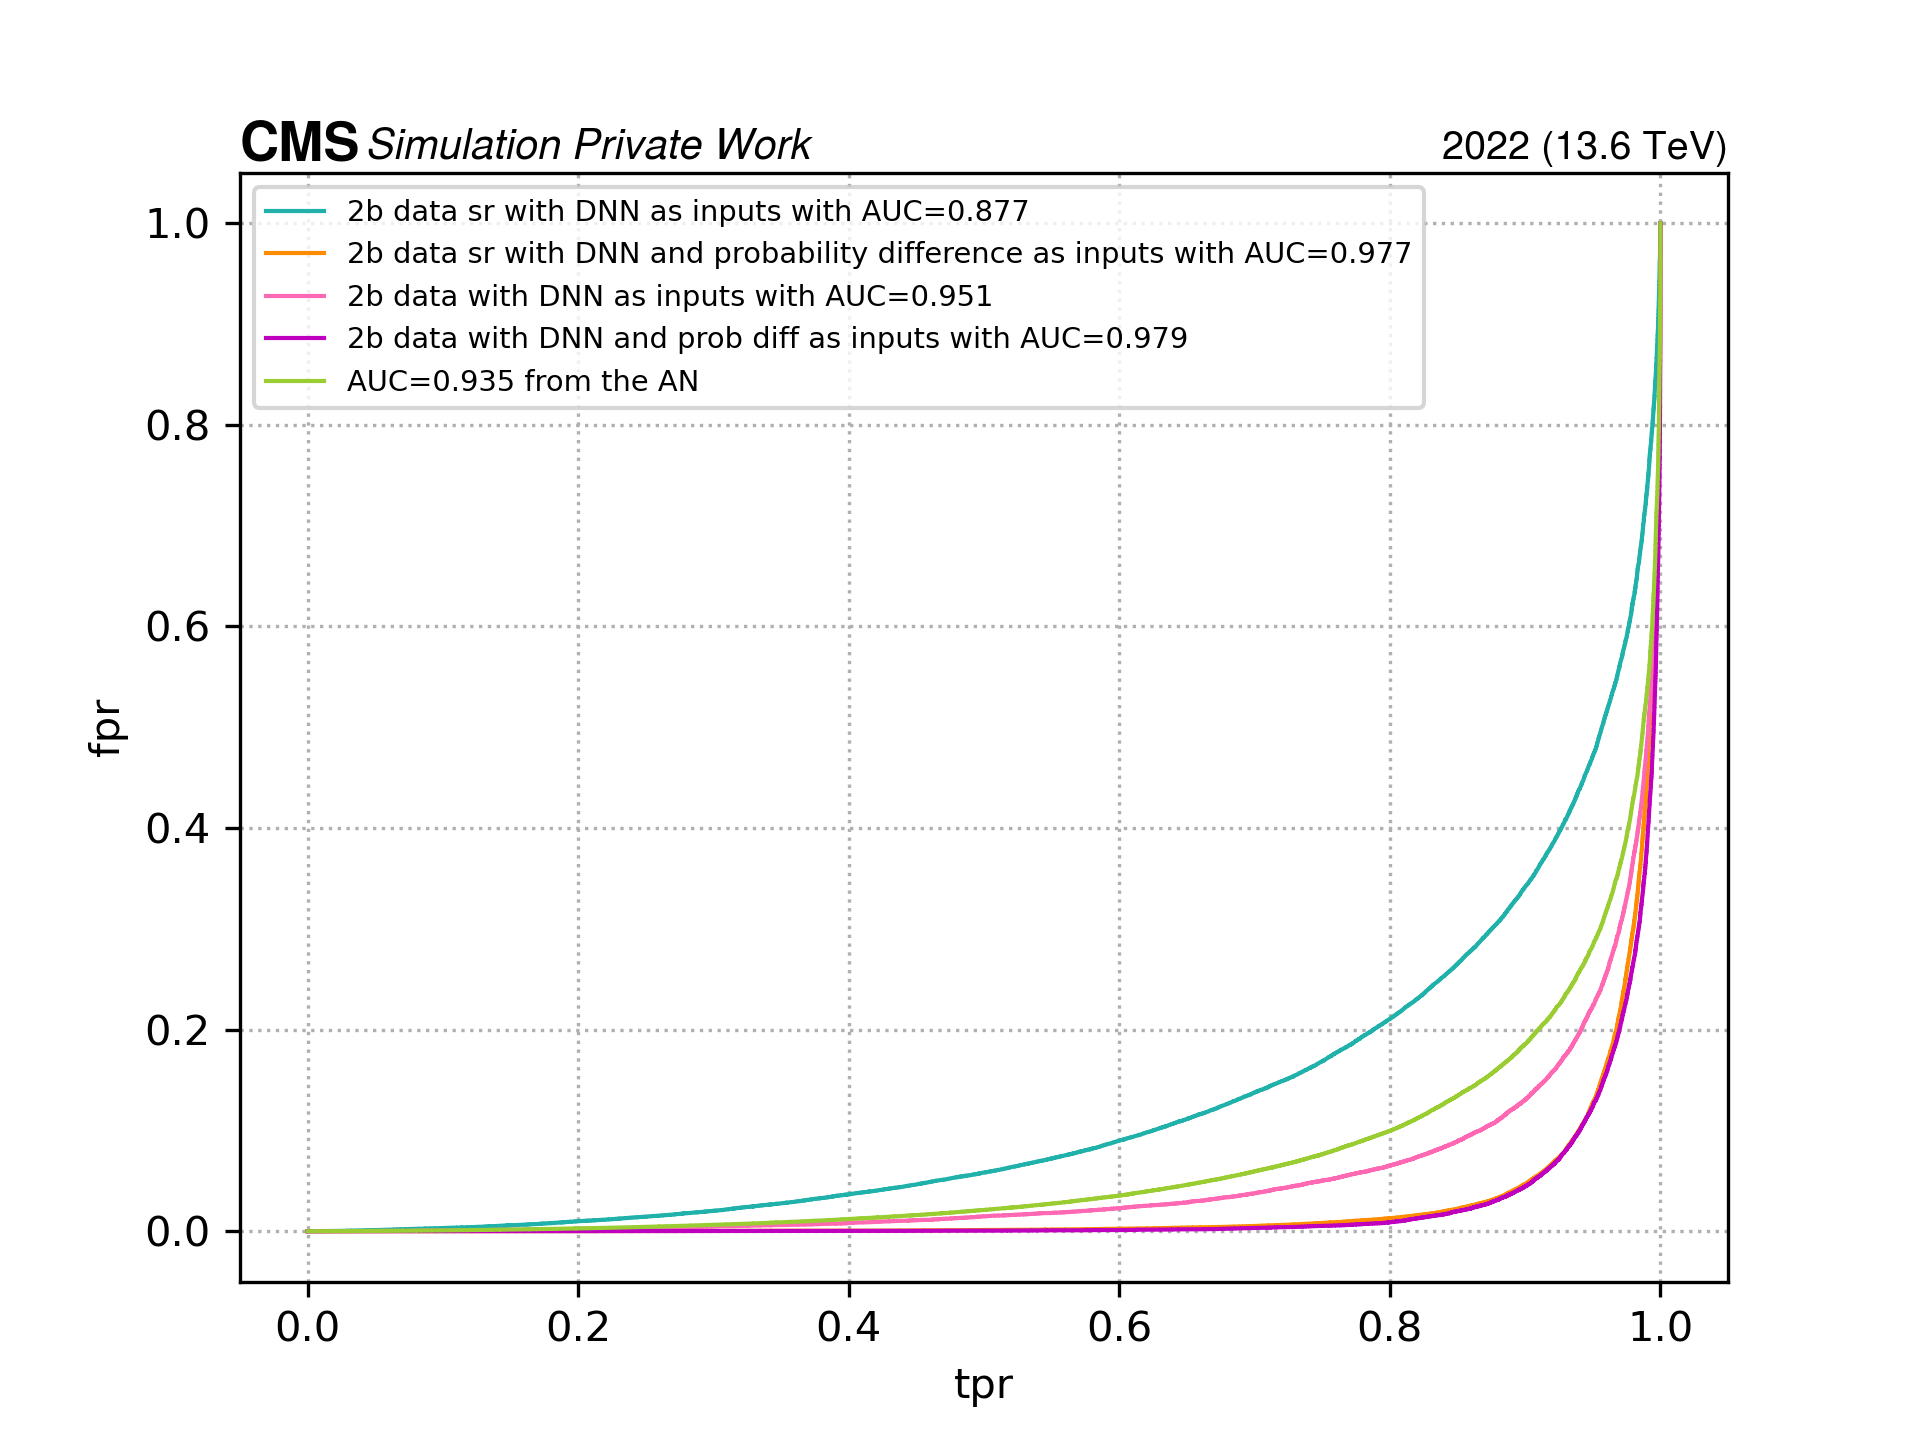 CMS Simulation Private Work 2022 (13.6 TeV)
2b data sr with DNN as inputs with AUC=0.877
2b data sr with DNN and probability difference as inputs with AUC=0.977
2b data with DNN as inputs with AUC=0.951
2b data with DNN and prob diff as inputs with AUC=0.979
AUC=0.935 from the AN
1.0
0.8
0.6
0.4
0.2
0.0
fpr
0.0 0.2 0.4 0.6 0.8 1.0
tpr